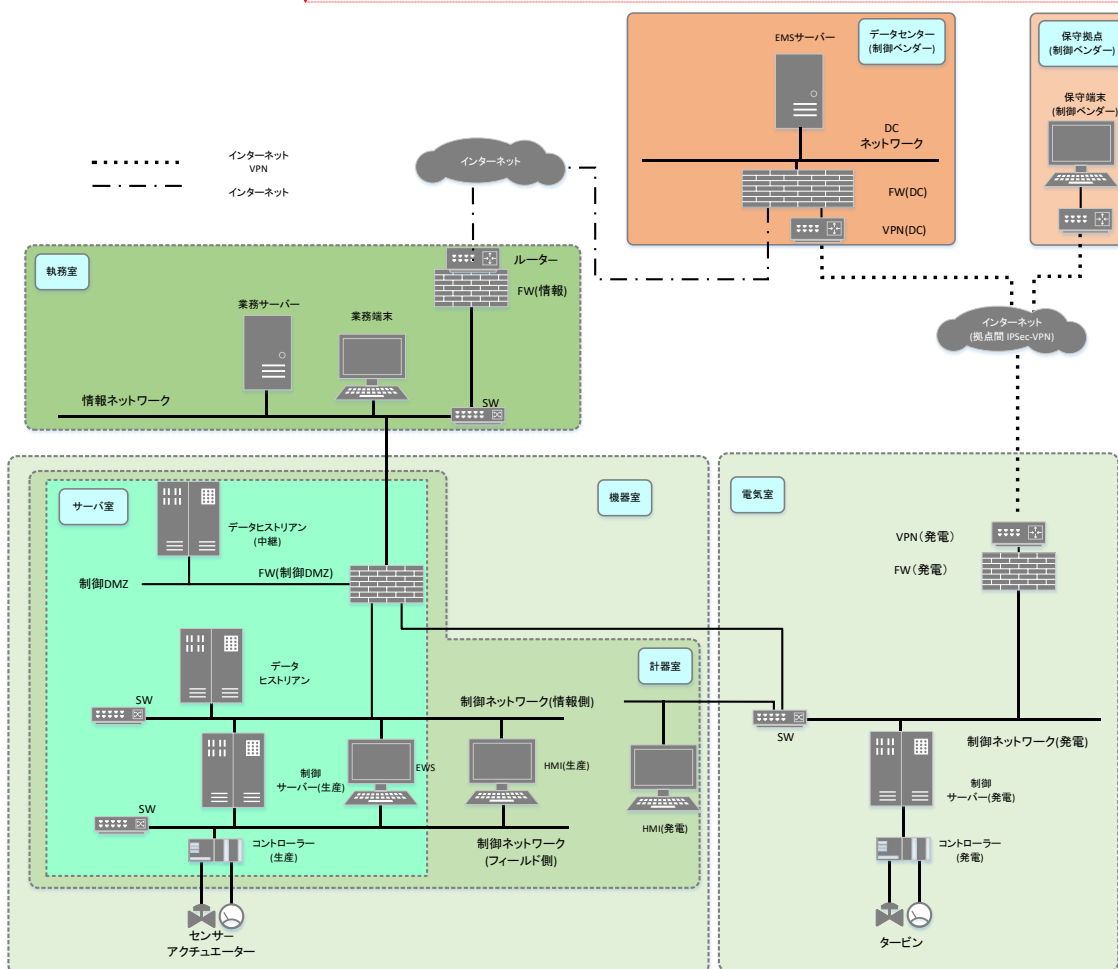 EMSサーバー
データセンター
(制御ベンダー)
保守拠点
(制御ベンダー)
保守端末
(制御ベンダー)
DC
ネットワーク
FW(DC)
VPN(DC)
インターネット
VPN
インターネット
インターネット
インターネット
(拠点間 IPSec-VPN)
執務室
ルーター
FW(情報)
業務サーバー
業務端末
情報ネットワーク
SW
サーバ室
機器室
電気室
データヒストリアン
(中継)
制御DMZ
FW(制御DMZ)
VPN(発電)
FW(発電)
データ
ヒストリアン
計器室
SW
制御ネットワーク(情報側)
SW
制御ネットワーク(発電)
制御
サーバー(生産)
EWS
HMI(生産)
HMI(発電)
制御
サーバー(発電)
SW
コントローラー
(生産)
制御ネットワーク
(フィールド側)
コントローラー
(発電)
センサー
アクチュエーター
タービン